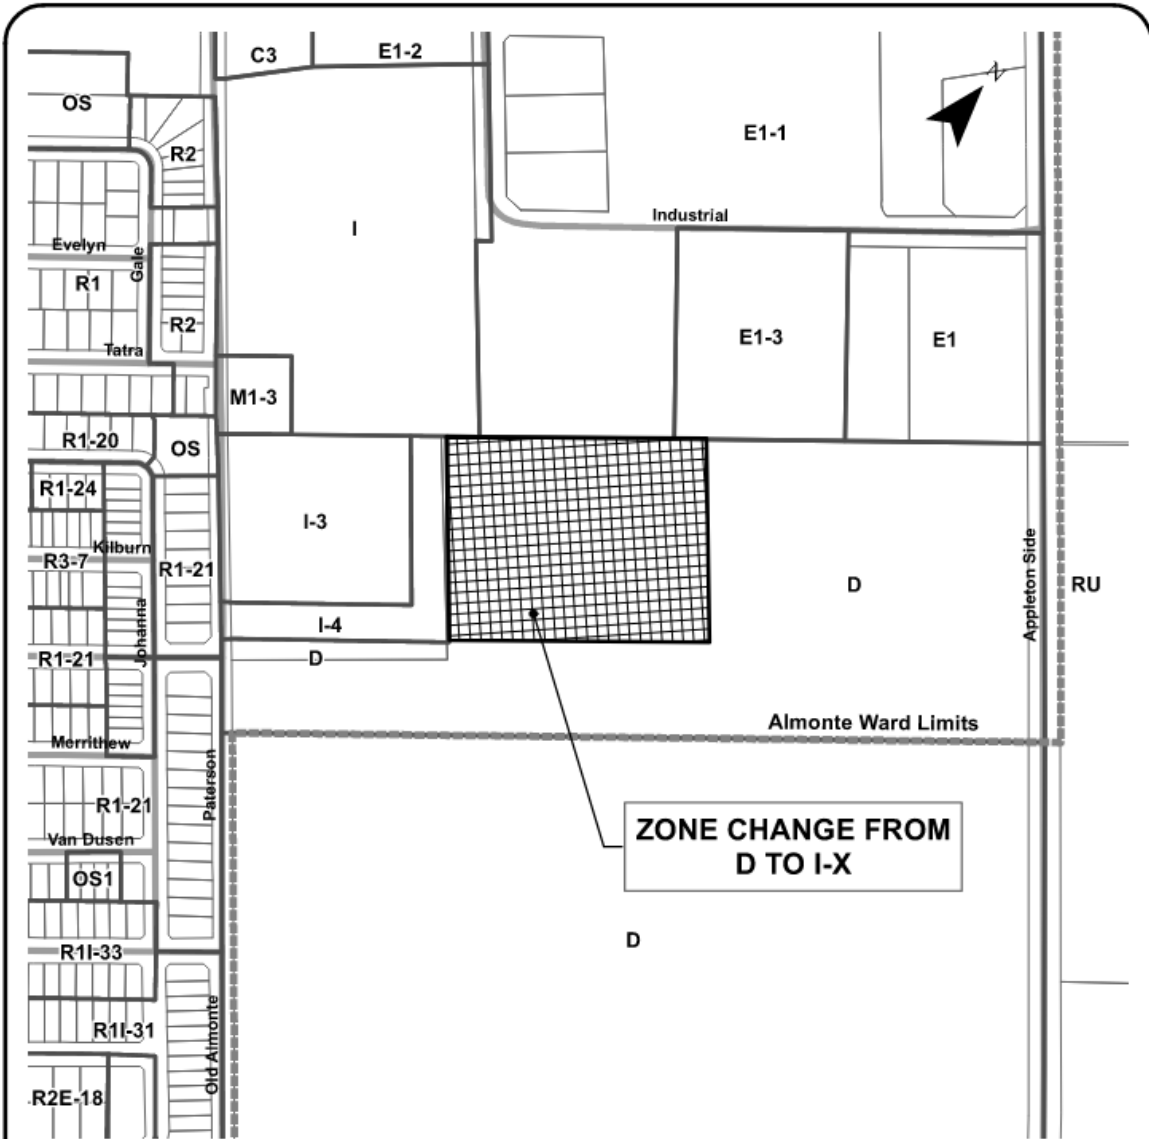 C3
E1-2
OS
N
E1-1
R2
Industrial
I
Evelyn
Gale
R1
R2
E1-3
E1
Tatra
M1-3
R1-20
OS
R1-24
I-3
Kilburn
R3-7
R1-21
D
Appleton Side
RU
I-4
Johanna
R1-21
D
Almonte Ward Limits
Merrithew
Paterson
R1-21
ZONE CHANGE FROM
D TO I-X
Van Dusen
OS1
D
R1I-33
R1I-31
Old Almonte
R2E-18